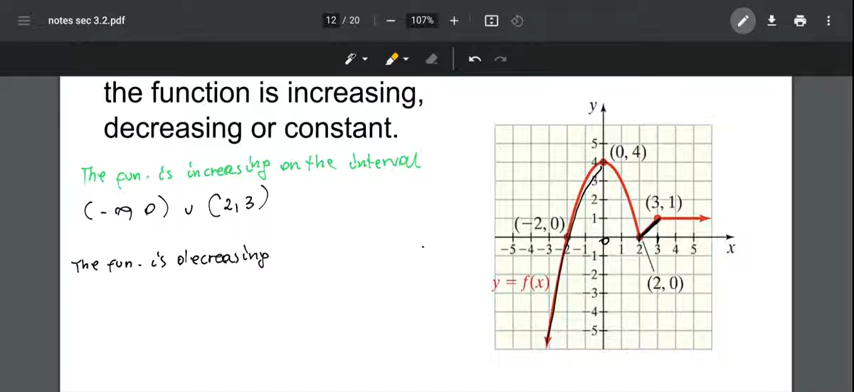 notes sec 3.2.pdf
12 / 20
107%
the function is increasing,
decreasing or constant.
The fun. is increasing on the interval
(-∞ 0) ∪ (2, 3)
The fun. is decreasing
y
5
4
(0, 4)
3
2
(3, 1)
1
(-2, 0)
0
-5 -4 -3 -2 -1 1 2 3 4 5 x
-1
-2
(2, 0)
y = f(x)
-3
-4
-5